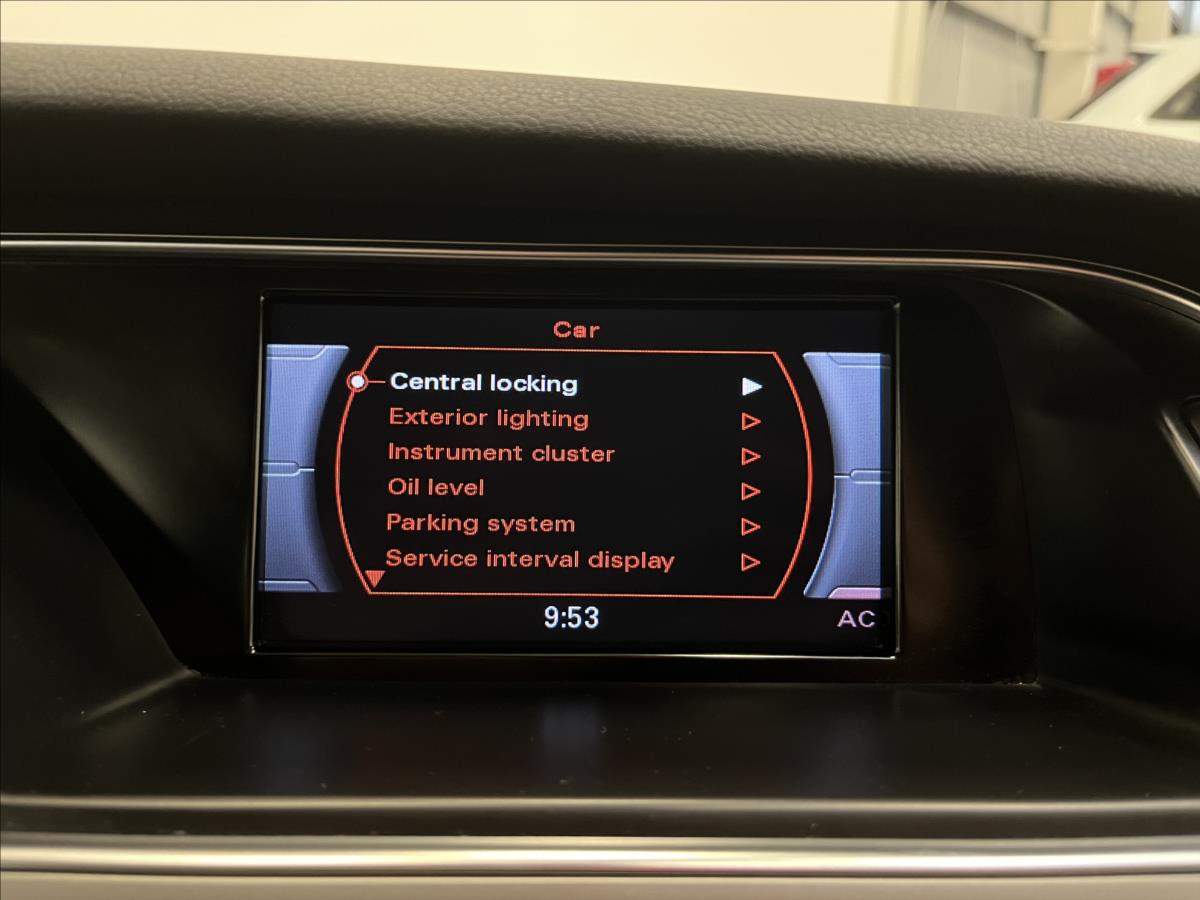 Car
Central locking
Exterior lighting
Instrument cluster
Oil level
Parking system
Service interval display
9:53
AC